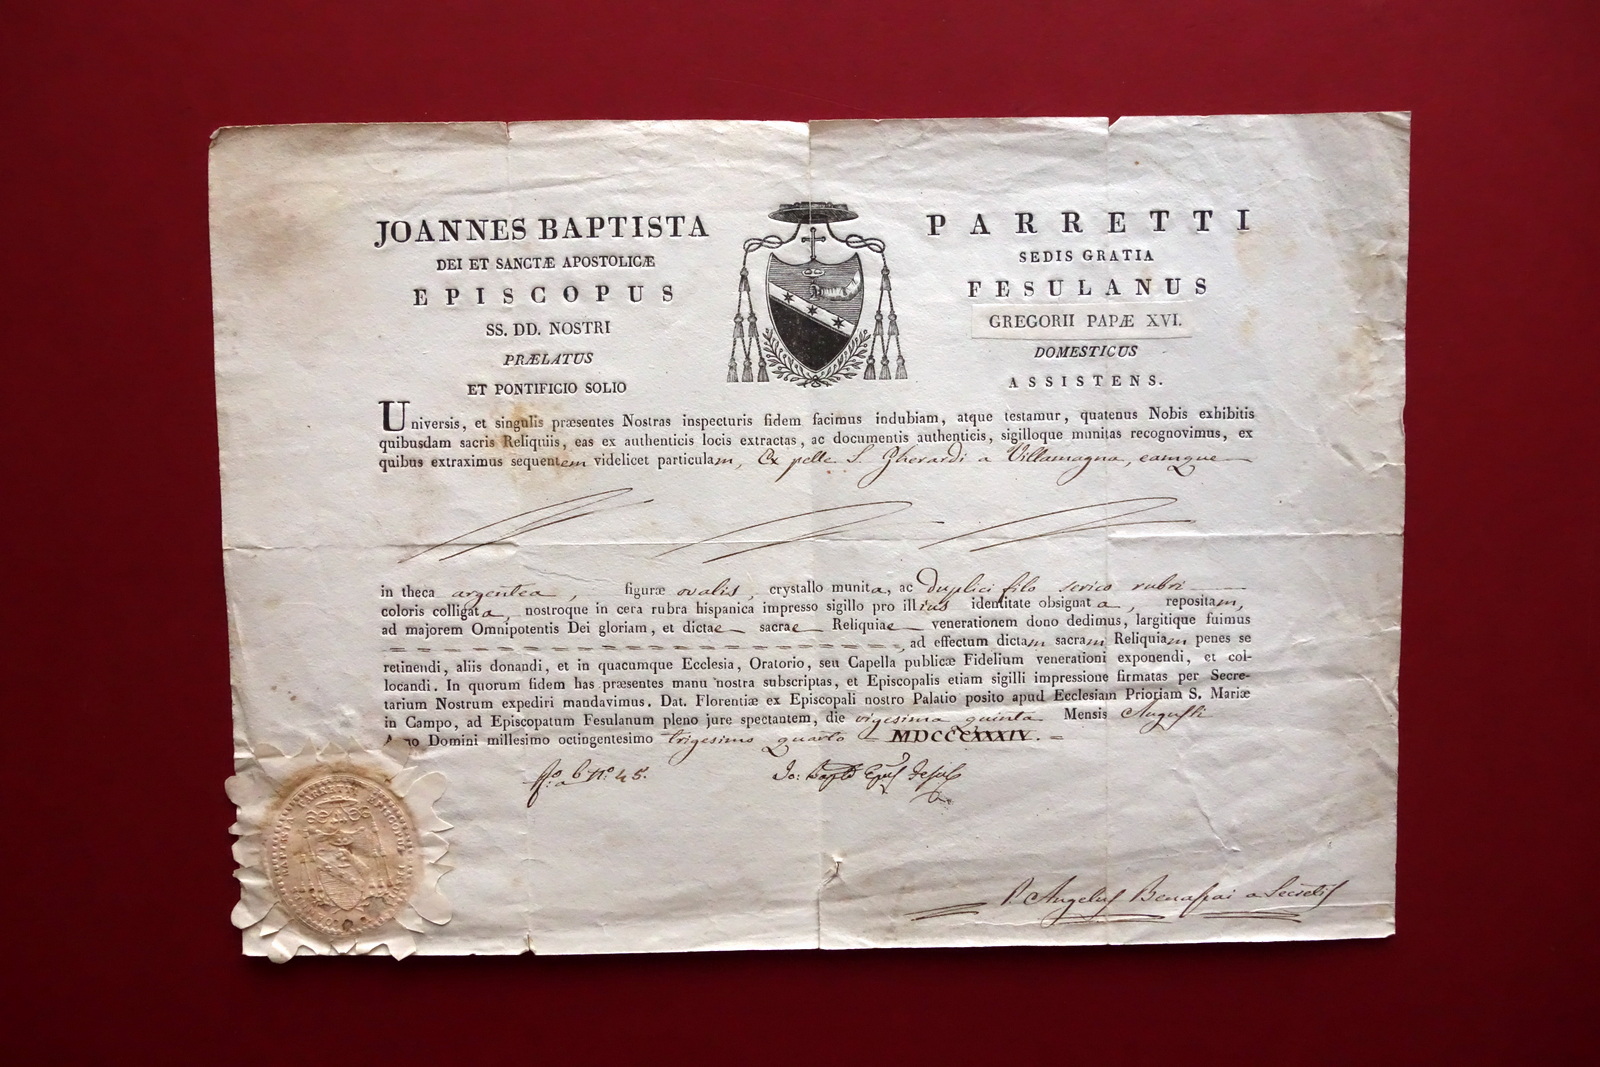 JOANNES BAPTISTA PARRETTI
DEI ET SANCTÆ APOSTOLICÆ SEDIS GRATIA
EPISCOPUS FESULANUS
SS. DD. NOSTRI GREGORII PAPÆ XVI.
PRÆLATUS DOMESTICUS
ET PONTIFICIO SOLIO ASSISTENS.
Universis, et singulis præsentes Nostras inspecturis fidem facimus indubiam, atque testamur, quatenus Nobis exhibitis
quibusdam sacris Reliquiis, eas ex authenticis locis extractas, ac documentis authenticis, sigilloque munitas recognovimus, ex
quibus extraximus sequentem videlicet particulam, Ex pelle S. Gherardi a Villamagna, eamque
in theca argentea, figuræ ovalis, crystallo munita, ac duplici filo serico rubri
coloris colligata, nostroque in cera rubra hispanica impresso sigillo pro illius identitate obsignata, repositam,
ad majorem Omnipotentis Dei gloriam, et dictae sacrae Reliquiae venerationem dono dedimus, largitique fuimus
, ad effectum dictam sacram Reliquiam penes se
retinendi, aliis donandi, et in quacumque Ecclesia, Oratorio, seu Capella publicæ Fidelium venerationi exponendi, et col-
locandi. In quorum fidem has præsentes manu nostra subscriptas, et Episcopalis etiam sigilli impressione firmatas per Secre-
tarium Nostrum expediri mandavimus. Dat. Florentiæ ex Episcopali nostro Palatio posito apud Ecclesiam Prioriam S. Mariæ
in Campo, ad Episcopatum Fesulanum pleno jure spectantem, die vigesima quinta Mensis Augusti
Anno Domini millesimo octingentesimo trigesimo quarto = MDCCCXXXIV. =
n.° 45. Jo: Bapt.a Epus Fesul.
P. Angelus a Secretis